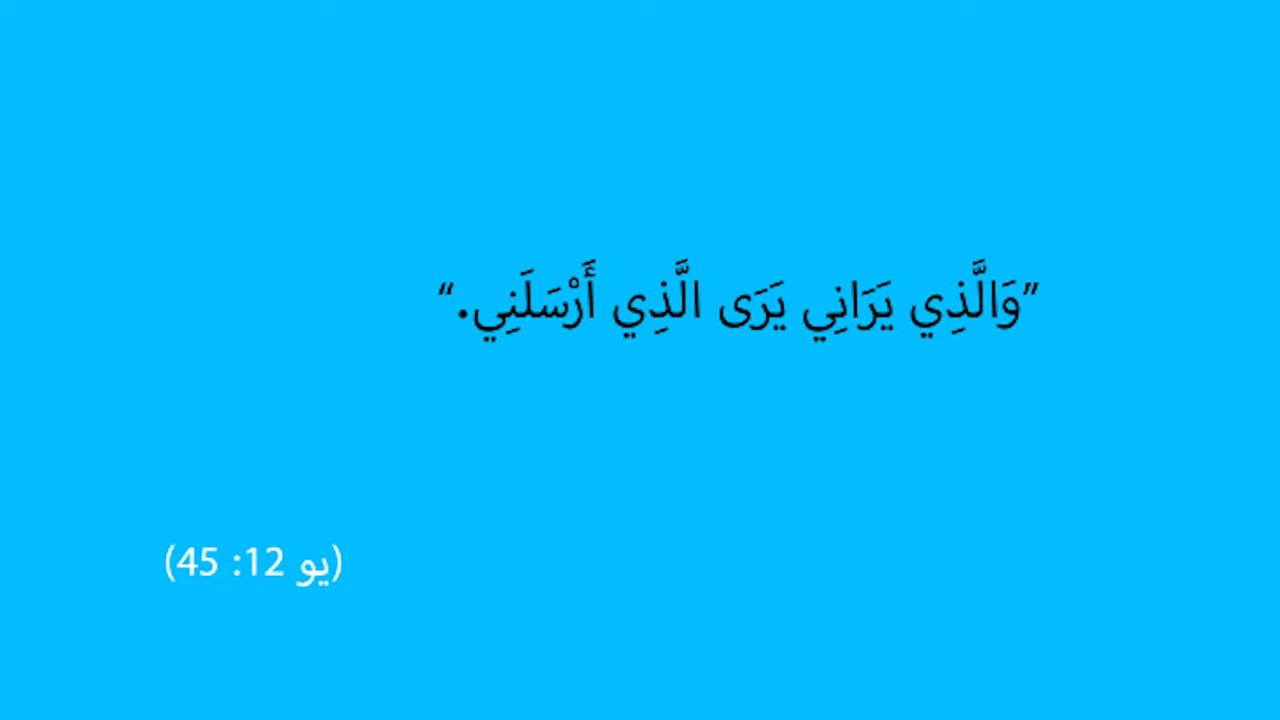 ”وَالَّذِي يَرَانِي يَرَى الَّذِي أَرْسَلَنِي.“
(يو 12: 45)